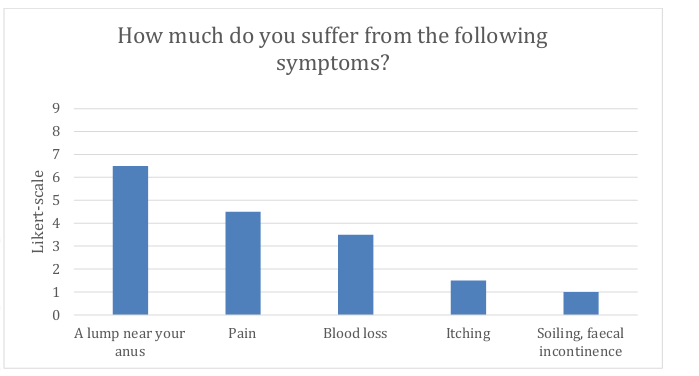 How much do you suffer from the following
symptoms?
9
8
7
6
5
4
3
2
1
0
Likert-scale
A lump near your
anus
Pain
Blood loss
Itching
Soiling, faecal
incontinence